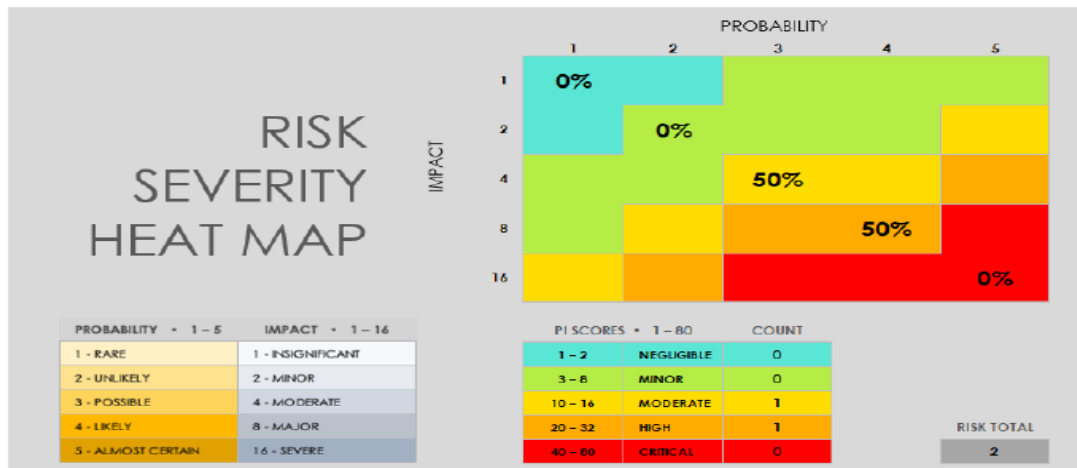 PROBABILITY
1 2 3 4 5
RISK
SEVERITY
HEAT MAP
IMPACT
1 0%
2 0%
4 50%
8 50%
16 0%
PROBABILITY • 1 – 5 IMPACT • 1 – 16
1 - RARE 1 - INSIGNIFICANT
2 - UNLIKELY 2 - MINOR
3 - POSSIBLE 4 - MODERATE
4 - LIKELY 8 - MAJOR
5 - ALMOST CERTAIN 16 - SEVERE
PI SCORES • 1 – 80 COUNT
1 – 2 NEGLIGIBLE 0
3 – 8 MINOR 0
10 – 16 MODERATE 1
20 – 32 HIGH 1
40 – 80 CRITICAL 0
RISK TOTAL
2